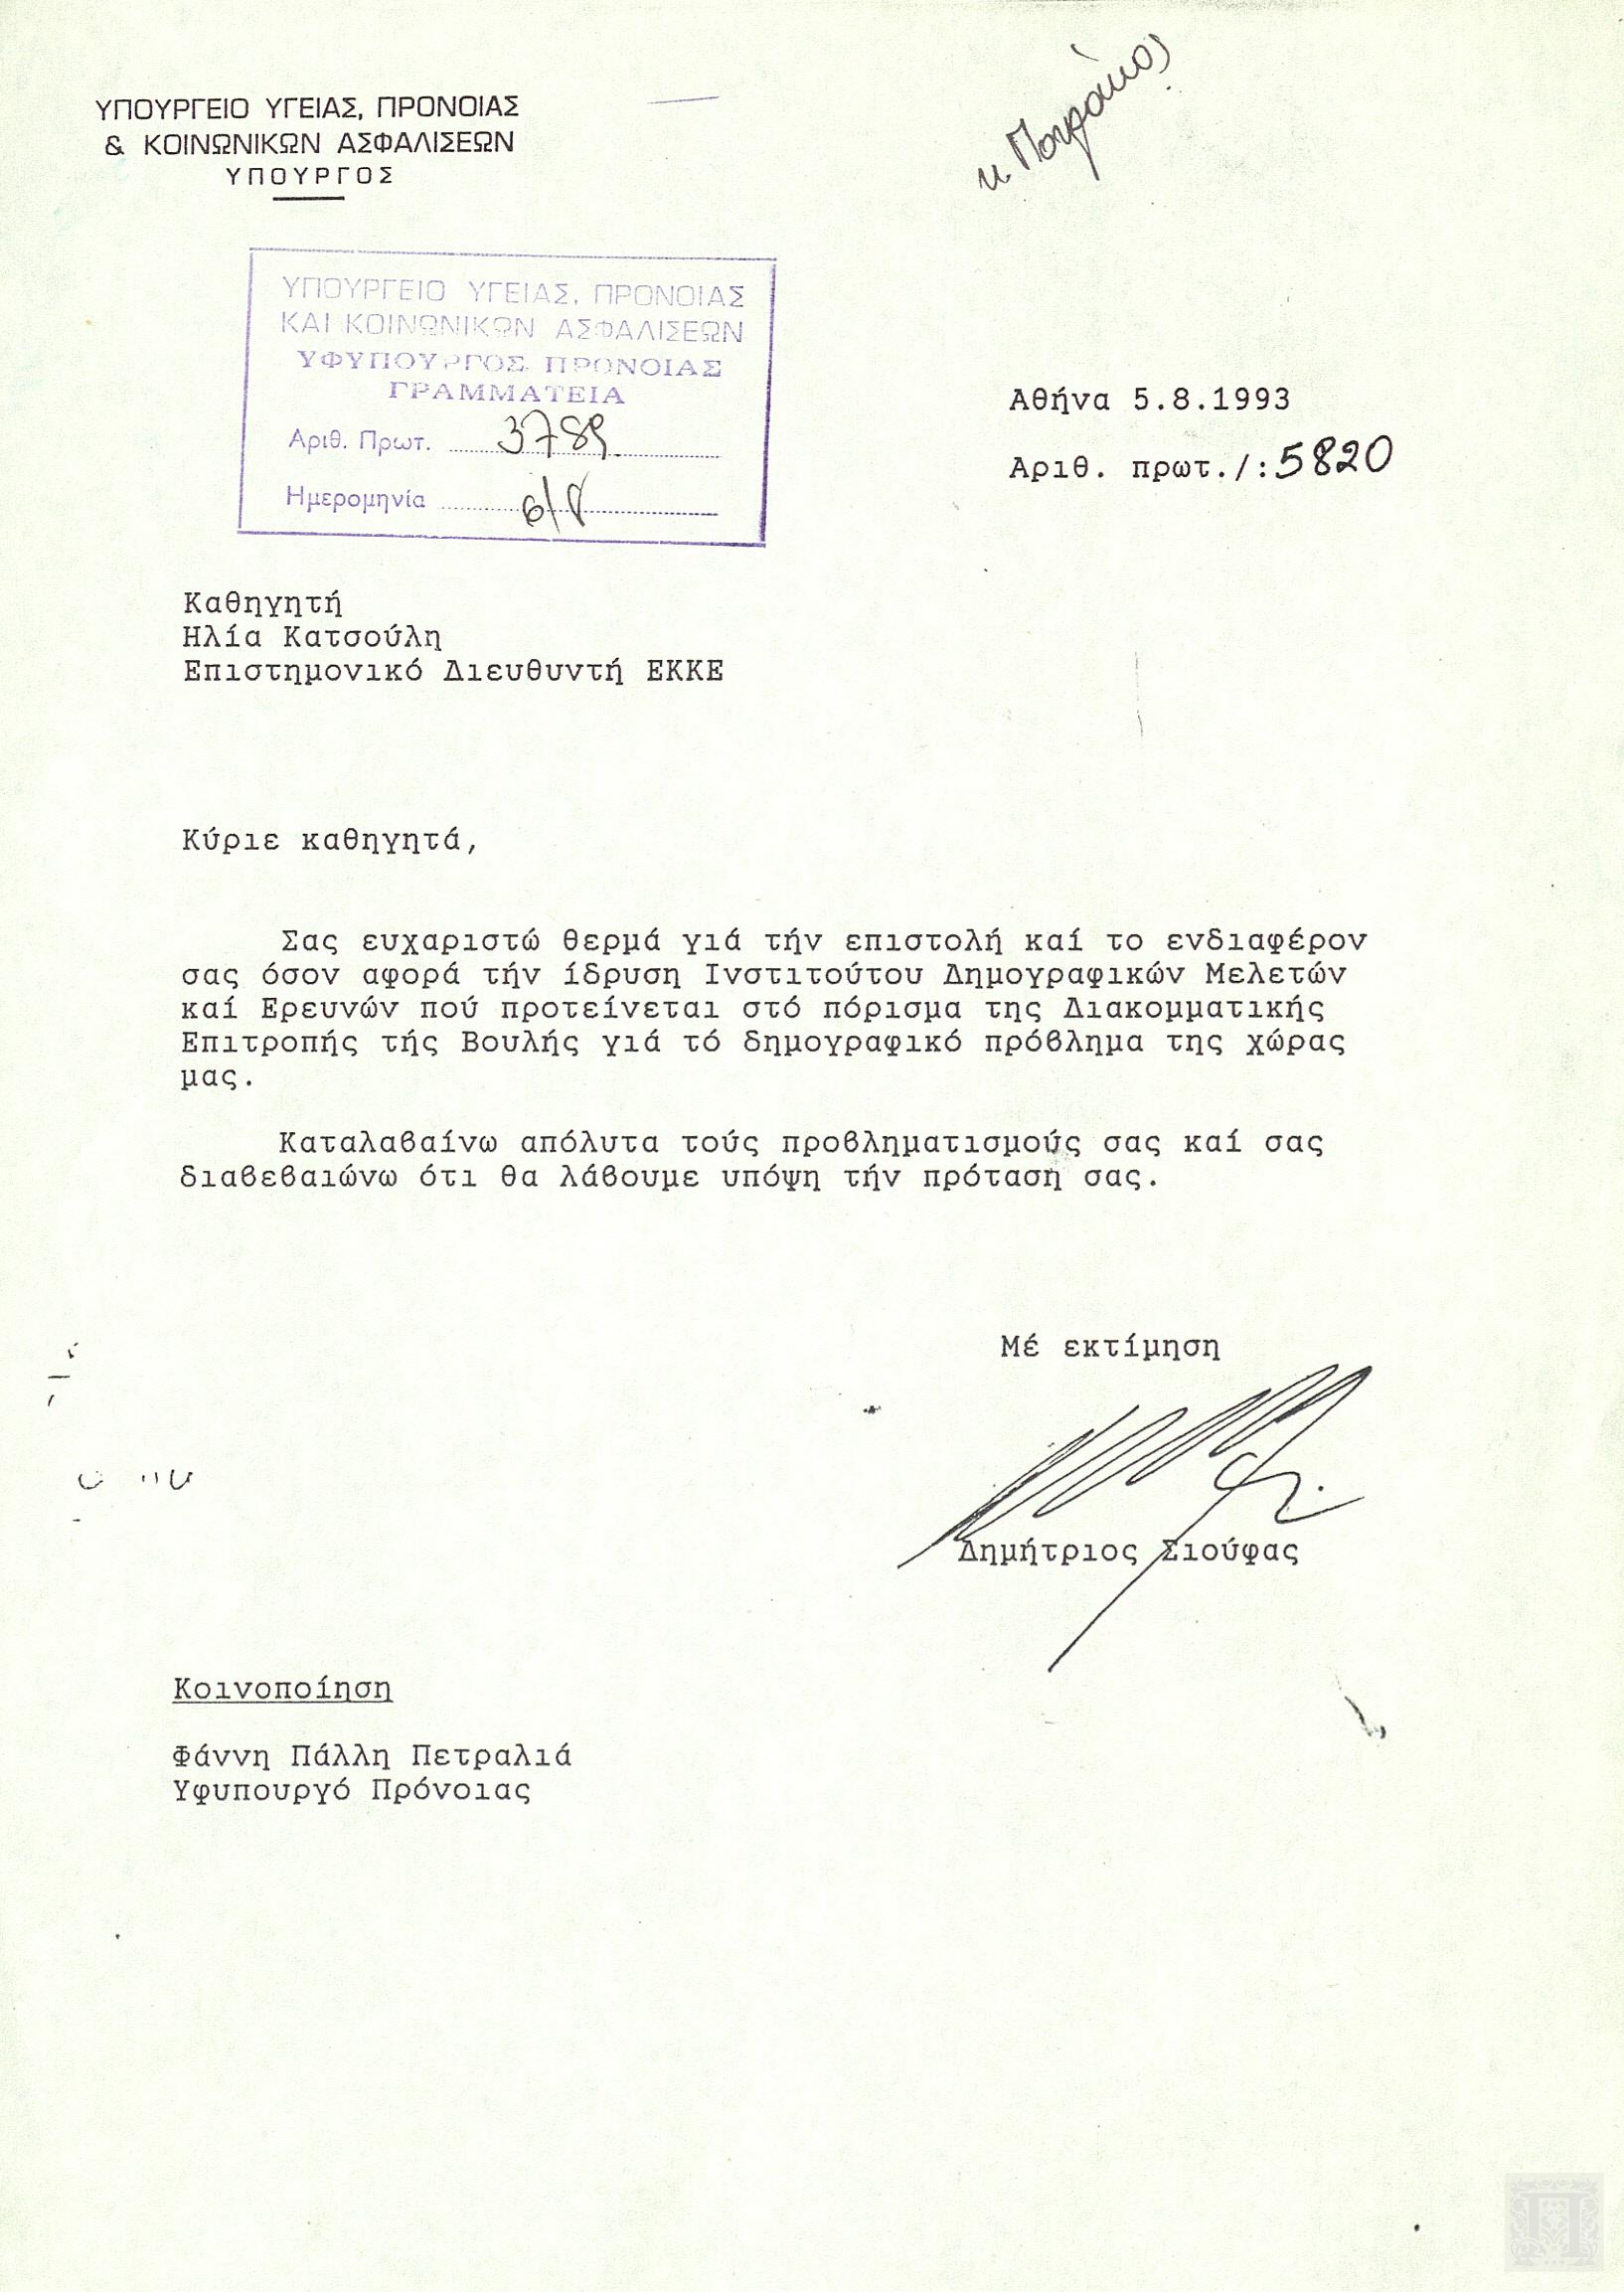 ΥΠΟΥΡΓΕΙΟ ΥΓΕΙΑΣ, ΠΡΟΝΟΙΑΣ
& ΚΟΙΝΩΝΙΚΩΝ ΑΣΦΑΛΙΣΕΩΝ
ΥΠΟΥΡΓΟΣ
κ.
ΥΠΟΥΡΓΕΙΟ ΥΓΕΙΑΣ, ΠΡΟΝΟΙΑΣ
ΚΑΙ ΚΟΙΝΩΝΙΚΩΝ ΑΣΦΑΛΙΣΕΩΝ
ΥΦΥΠΟΥΡΓΟΣ ΠΡΟΝΟΙΑΣ
ΓΡΑΜΜΑΤΕΙΑ
Αριθ. Πρωτ. 3789
Ημερομηνία 6/8
Αθήνα 5.8.1993
Αριθ. πρωτ./:5820
Καθηγητή
Ηλία Κατσούλη
Επιστημονικό Διευθυντή ΕΚΚΕ
Κύριε καθηγητά,
Σας ευχαριστώ θερμά γιά τήν επιστολή καί το ενδιαφέρον
σας όσον αφορά τήν ίδρυση Ινστιτούτου Δημογραφικών Μελετών
καί Ερευνών πού προτείνεται στό πόρισμα της Διακομματικής
Επιτροπής τής Βουλής γιά τό δημογραφικό πρόβλημα της χώρας
μας.
Καταλαβαίνω απόλυτα τούς προβληματισμούς σας καί σας
διαβεβαιώνω ότι θα λάβουμε υπόψη τήν πρόταση σας.
Μέ εκτίμηση
Δημήτριος Σιούφας
Κοινοποίηση
Φάννη Πάλλη Πετραλιά
Υφυπουργό Πρόνοιας